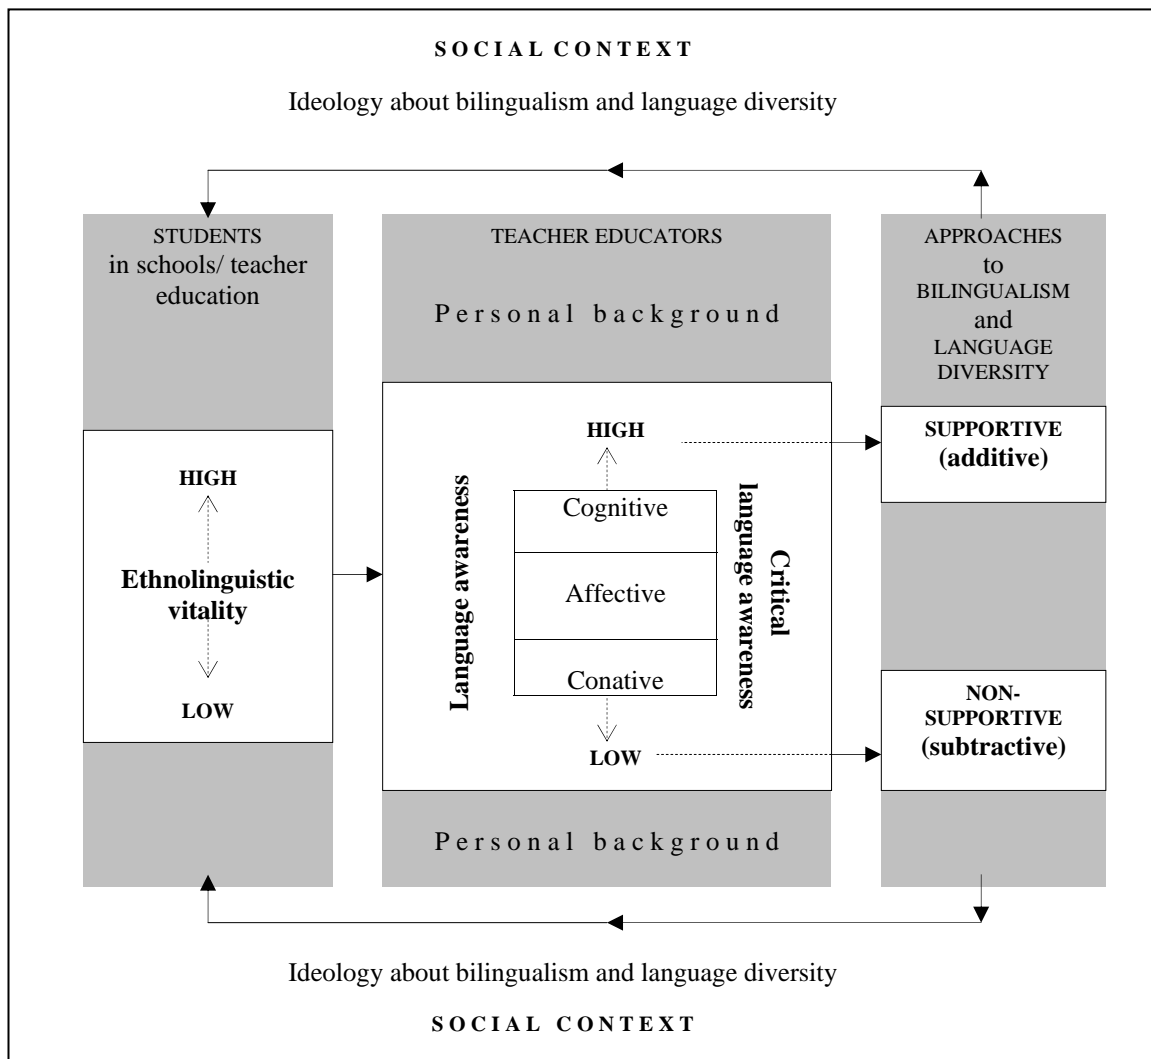 SOCIAL CONTEXT
Ideology about bilingualism and language diversity
STUDENTS
in schools/ teacher
education
HIGH
Ethnolinguistic
vitality
LOW
TEACHER EDUCATORS
Personal background
Language awareness
HIGH
Cognitive
Affective
Conative
LOW
Critical
language awareness
Personal background
APPROACHES
to
BILINGUALISM
and
LANGUAGE
DIVERSITY
SUPPORTIVE
(additive)
NON-
SUPPORTIVE
(subtractive)
Ideology about bilingualism and language diversity
SOCIAL CONTEXT